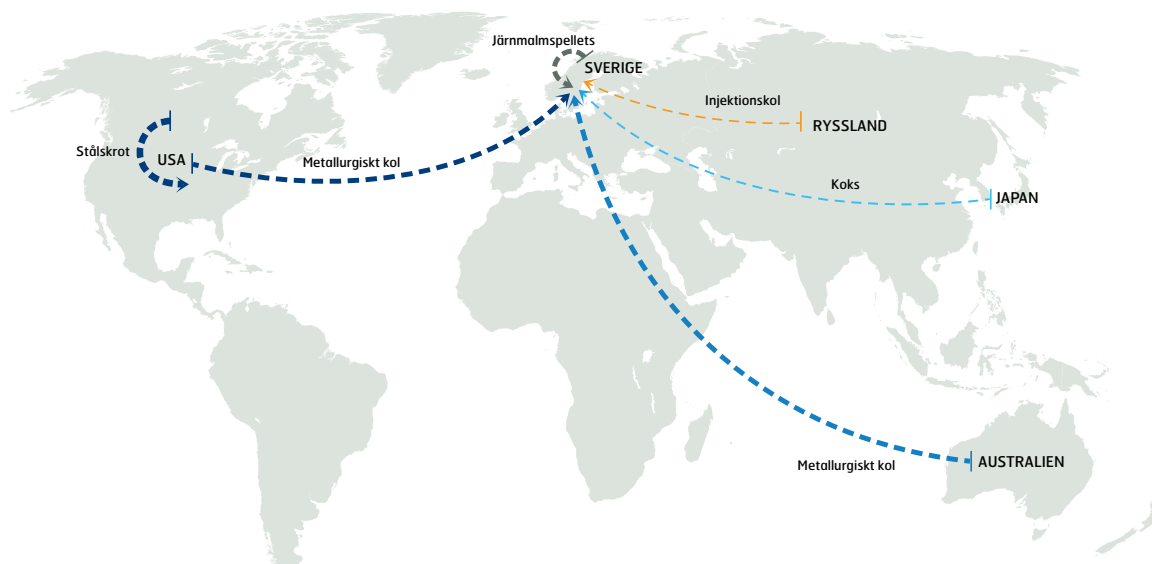 Järnmalmspellets
SVERIGE
Injektionskol
RYSSLAND
Stålskrot
USA
Metallurgiskt kol
Koks
JAPAN
Metallurgiskt kol
AUSTRALIEN